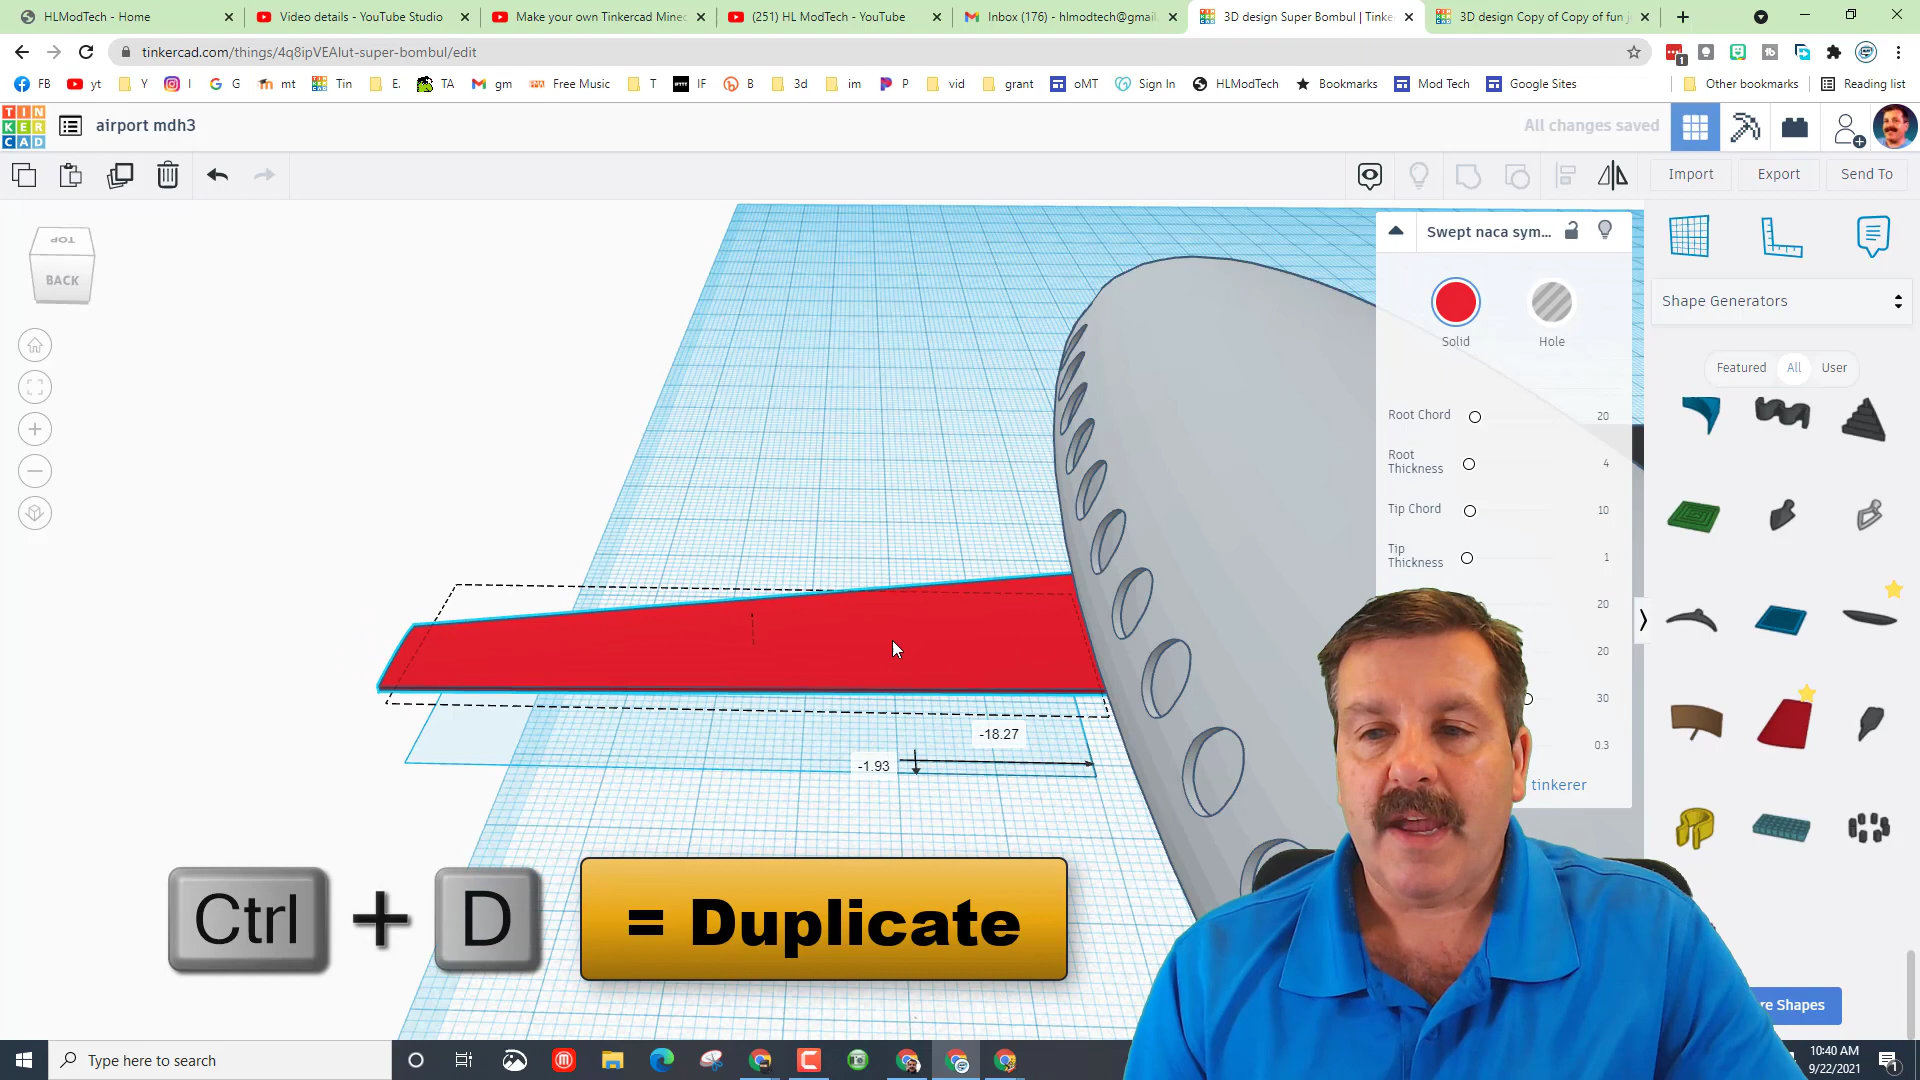 HLModTech - Home
Video details - YouTube Studio
Make your own Tinkercad Minec
(251) HL ModTech - YouTube
Inbox (176) - hlmodtech@gmail.
3D design Super Bombul | Tinke
3D design Copy of Copy of fun j
tinkercad.com/things/4q8ipVEAlut-super-bombul/edit
FB
yt
Y
I
G
mt
Tin
E.
TA
gm
Free Music
T
IF
B
3d
im
P
vid
grant
oMT
Sign In
HLModTech
Bookmarks
Mod Tech
Google Sites
Other bookmarks
Reading list
TIN
KER
CAD
airport mdh3
All changes saved
Import
Export
Send To
TOP
BACK
Swept naca sym...
Solid
Hole
Shape Generators
Featured
All
User
Root Chord
20
Root Thickness
4
Tip Chord
10
Tip Thickness
1
20
20
30
0.3
tinkerer
-18.27
-1.93
Ctrl + D = Duplicate
re Shapes
Type here to search
10:40 AM
9/22/2021
1